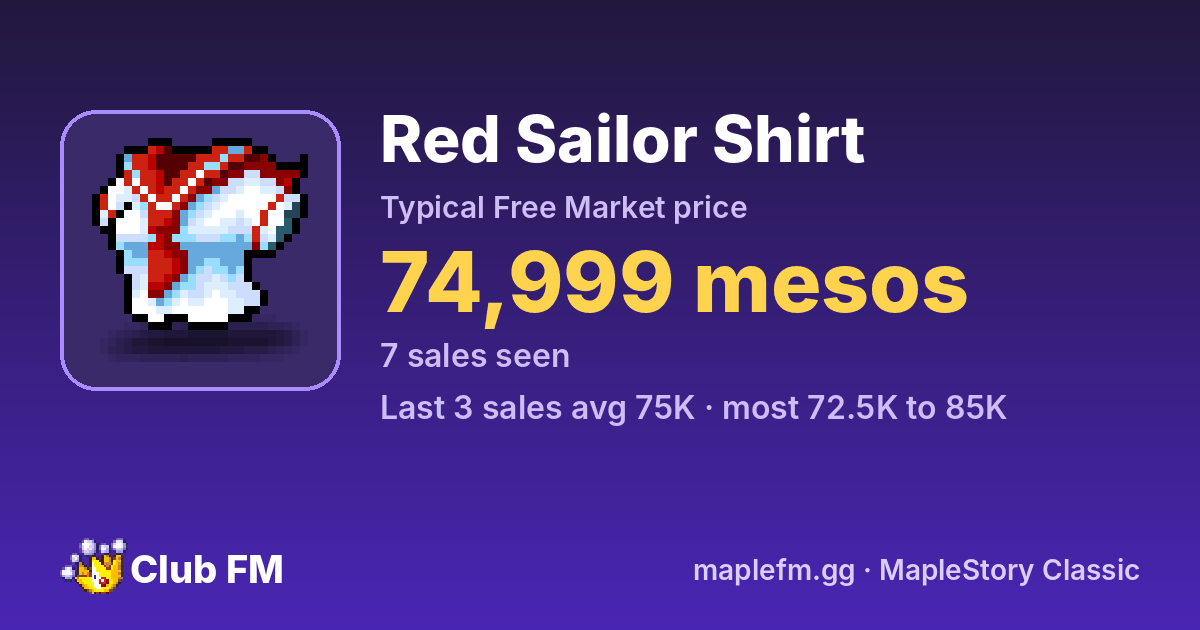 Red Sailor Shirt
Typical Free Market price
74,999 mesos
7 sales seen
Last 3 sales avg 75K · most 72.5K to 85K
Club FM
maplefm.gg · MapleStory Classic